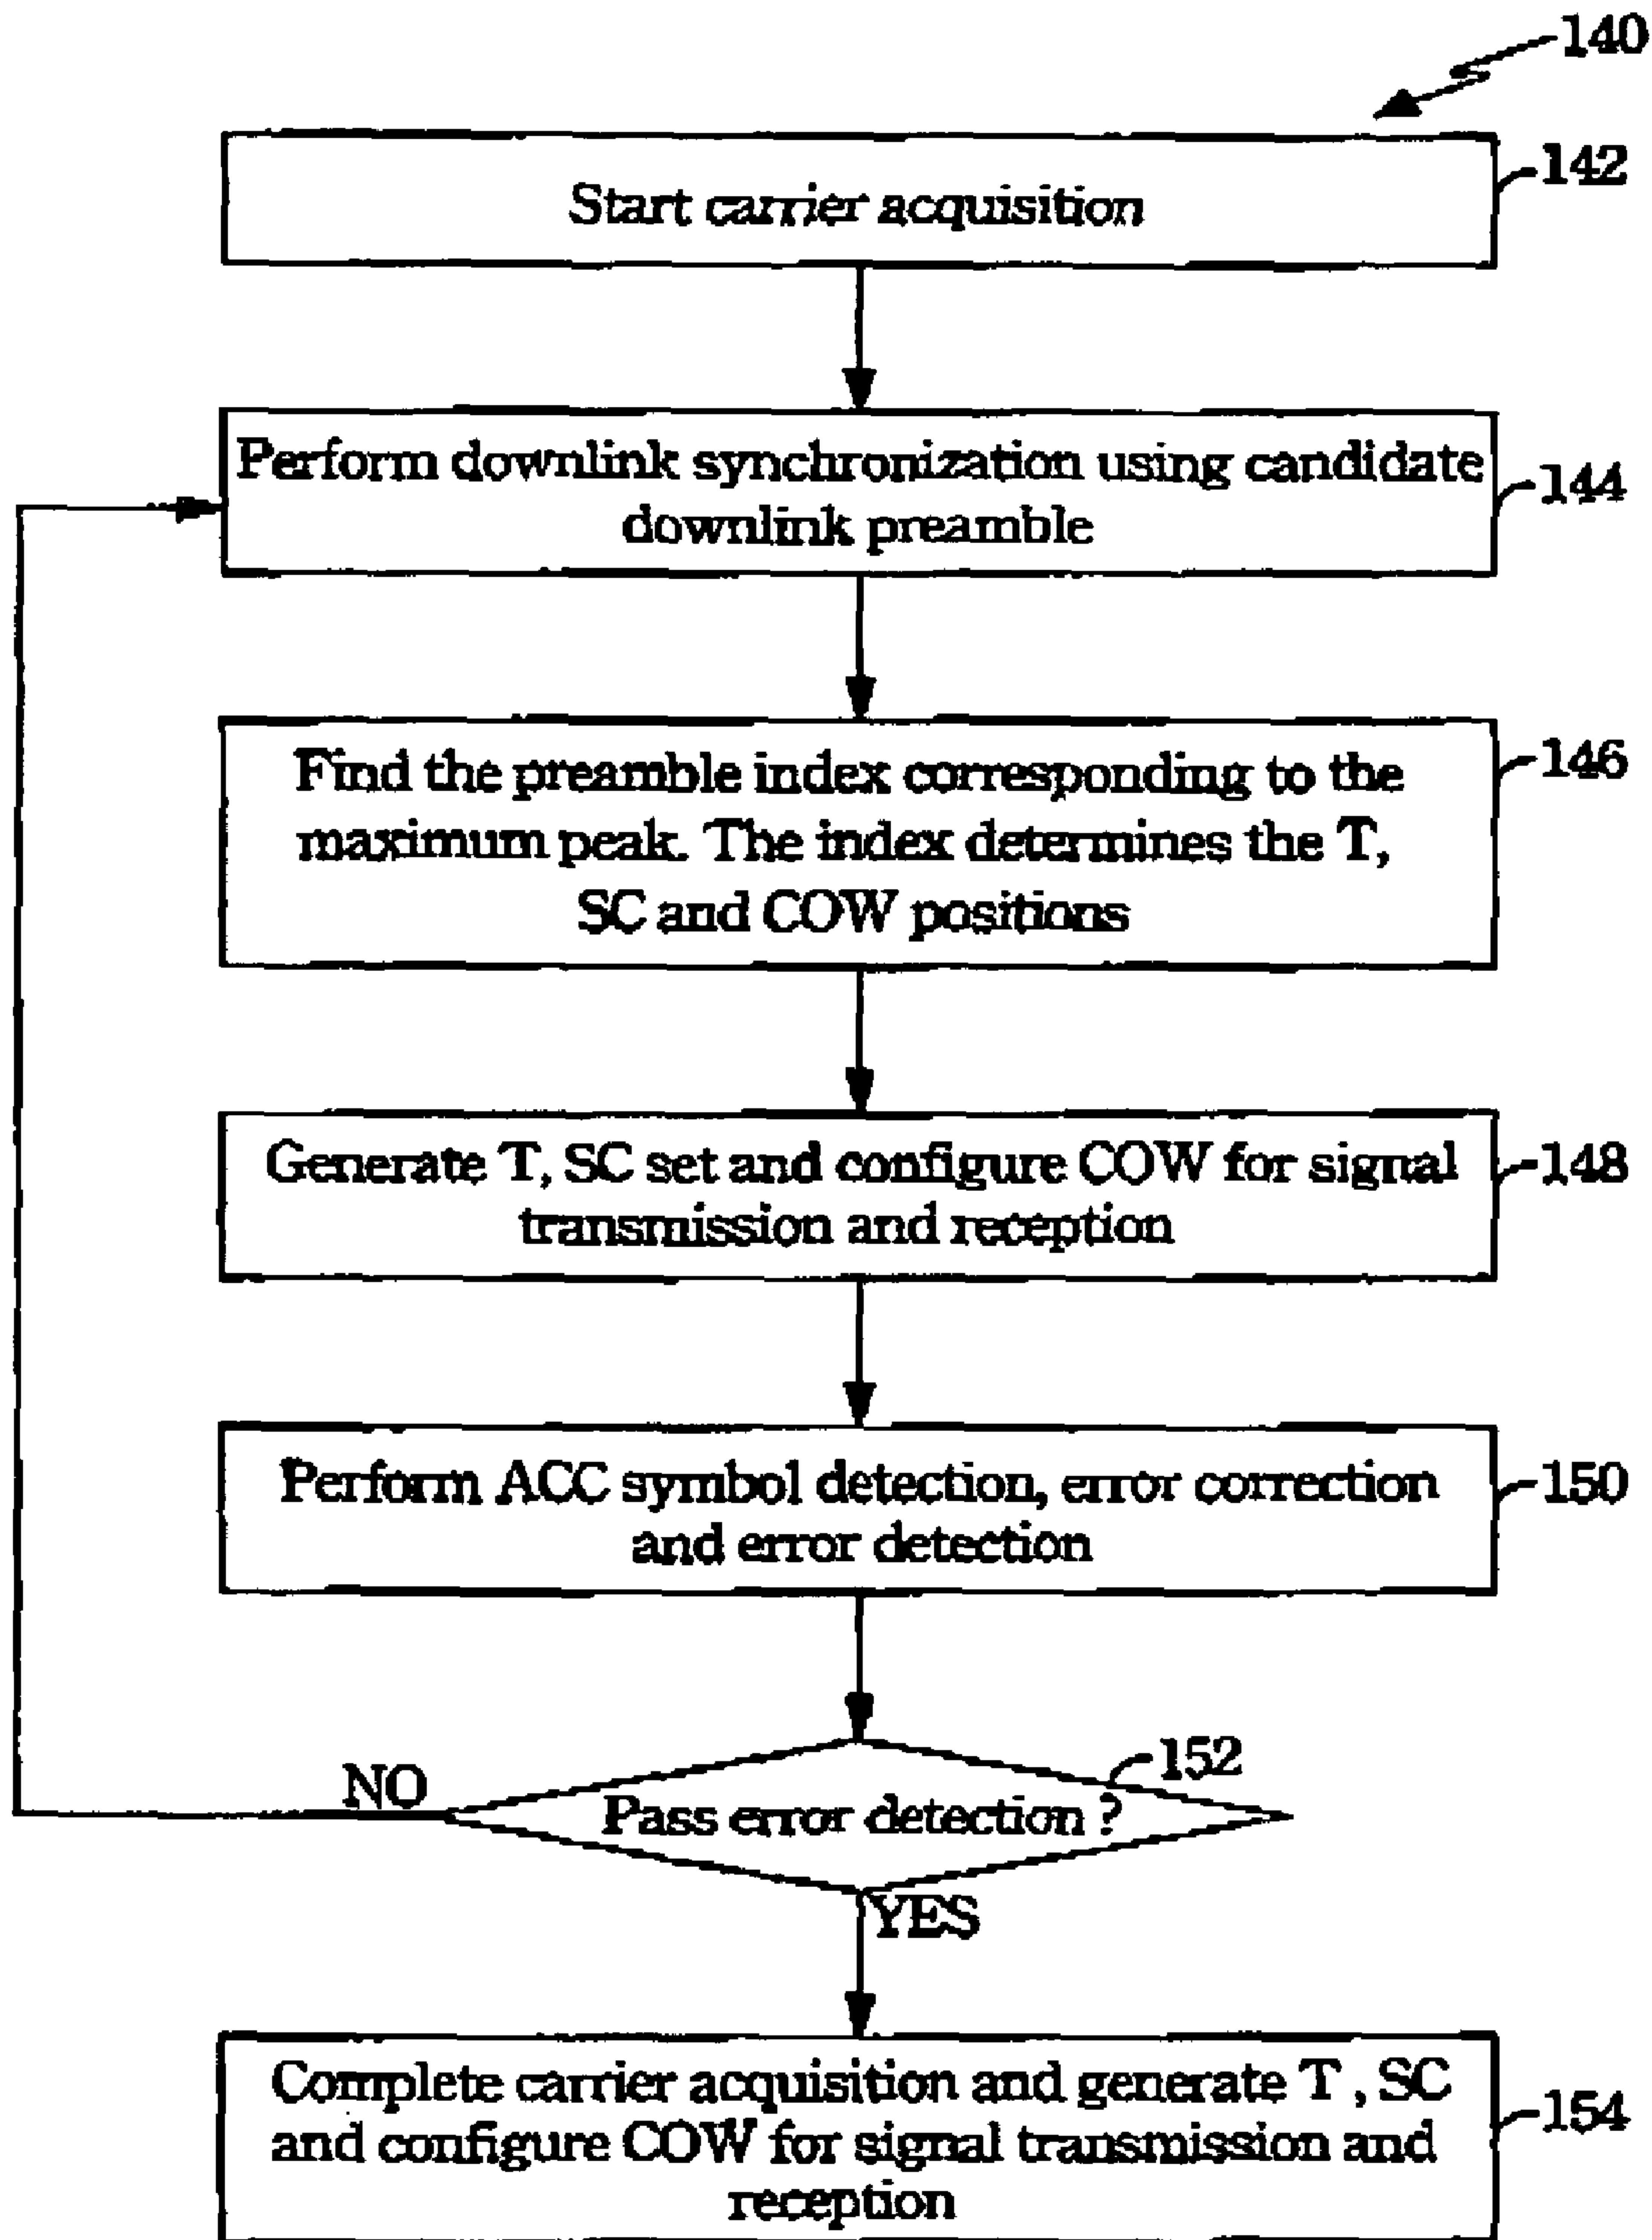 140
Start carrier acquisition
142
Perform downlink synchronization using candidate
downlink preamble
144
Find the preamble index corresponding to the
maximum peak. The index determines the T,
SC and COW positions
146
Generate T, SC set and configure COW for signal
transmission and reception
148
Perform ACC symbol detection, error correction
and error detection
150
152
NO
Pass error detection ?
YES
Complete carrier acquisition and generate T , SC
and configure COW for signal transmission and
reception
154